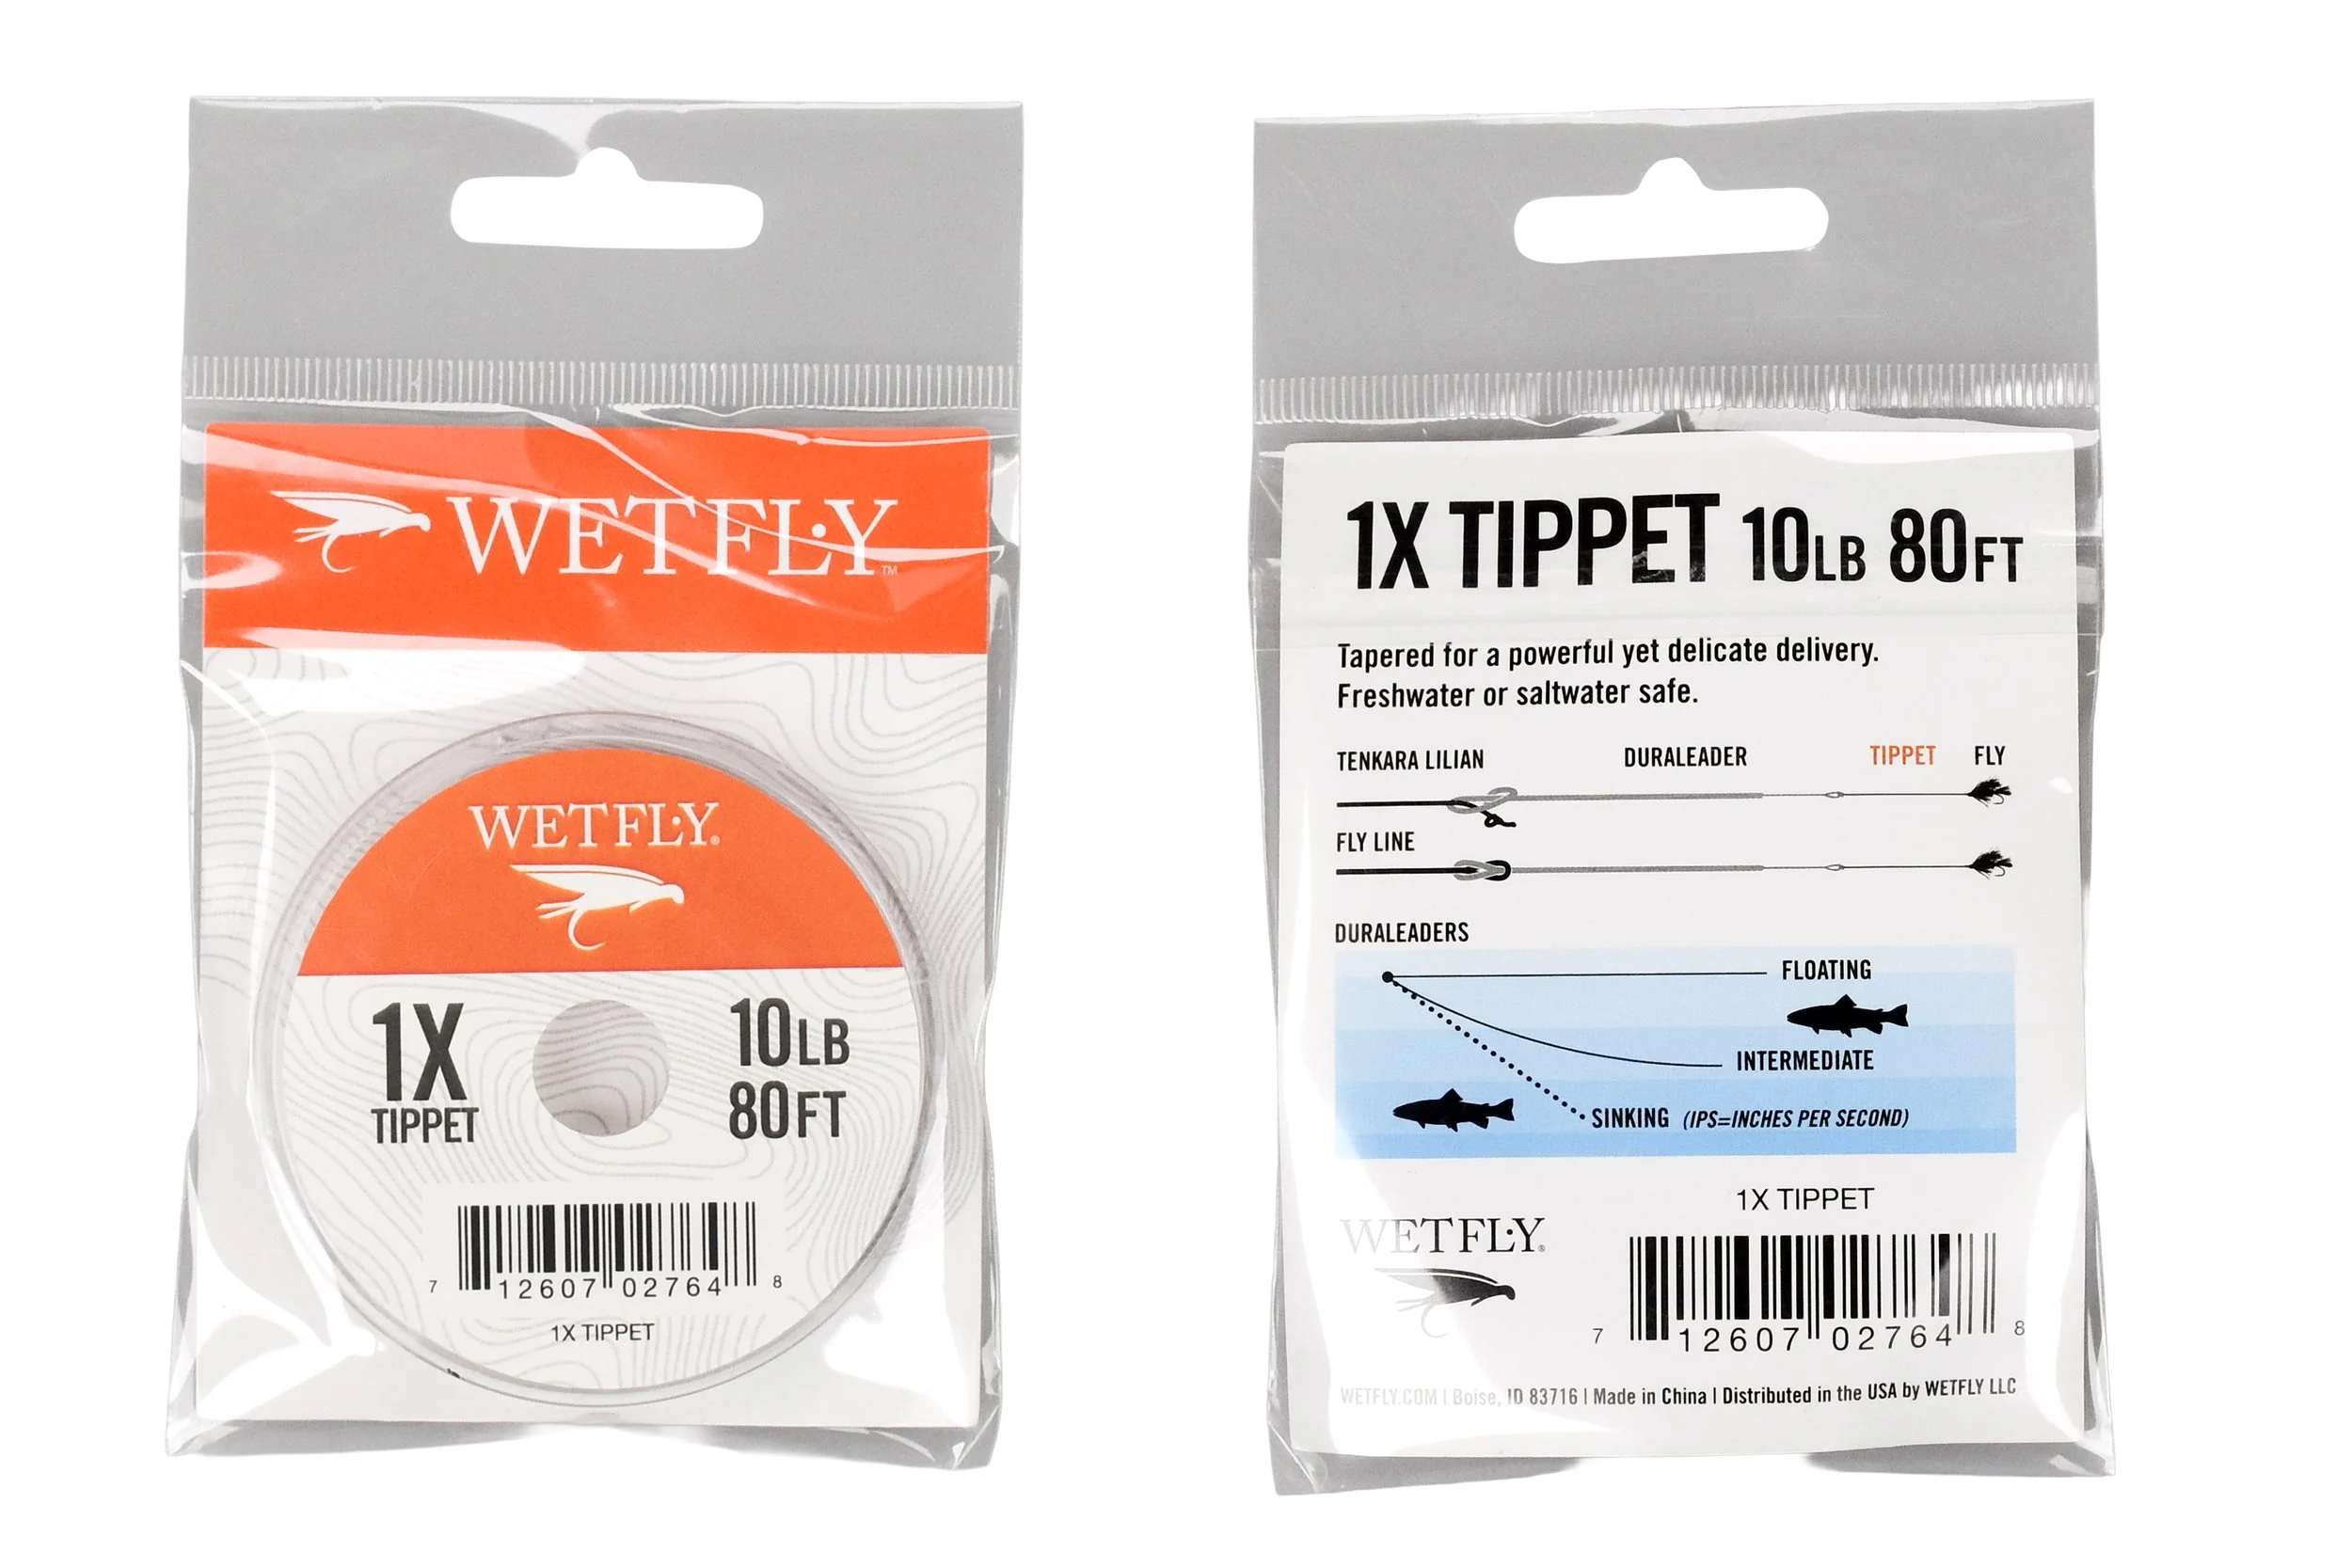 WETFLY™
WETFLY®
1X
TIPPET
10LB
80FT
7 12607 02764 8
1X TIPPET
1X TIPPET 10LB 80FT
Tapered for a powerful yet delicate delivery.
Freshwater or saltwater safe.
TENKARA LILIAN DURALEADER TIPPET FLY
FLY LINE
DURALEADERS
FLOATING
INTERMEDIATE
SINKING (IPS=INCHES PER SECOND)
1X TIPPET
WETFLY®
7 12607 02764 8
WETFLY.COM | Boise, ID 83716 | Made in China | Distributed in the USA by WETFLY LLC